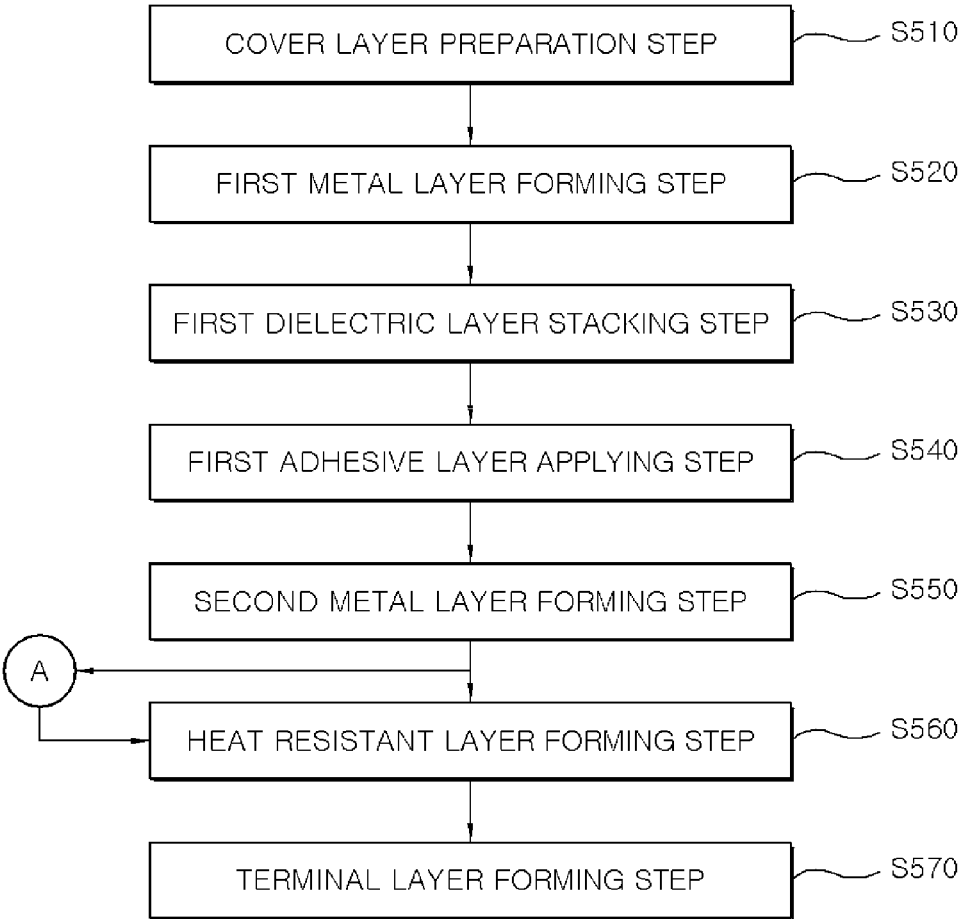 COVER LAYER PREPARATION STEP
S510
FIRST METAL LAYER FORMING STEP
S520
FIRST DIELECTRIC LAYER STACKING STEP
S530
FIRST ADHESIVE LAYER APPLYING STEP
S540
SECOND METAL LAYER FORMING STEP
S550
A
HEAT RESISTANT LAYER FORMING STEP
S560
TERMINAL LAYER FORMING STEP
S570